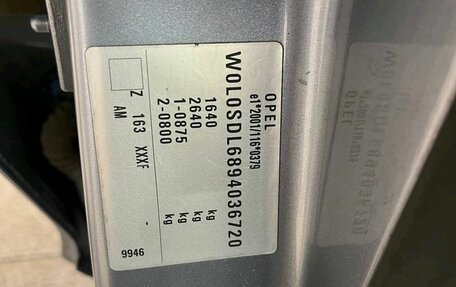 OPEL
e1*2001/116*0379
W0L0SDL6894036720
1640 kg
2640 kg
1-0875 kg
2-0800 kg
Z 163 XXXF -
AM
9946